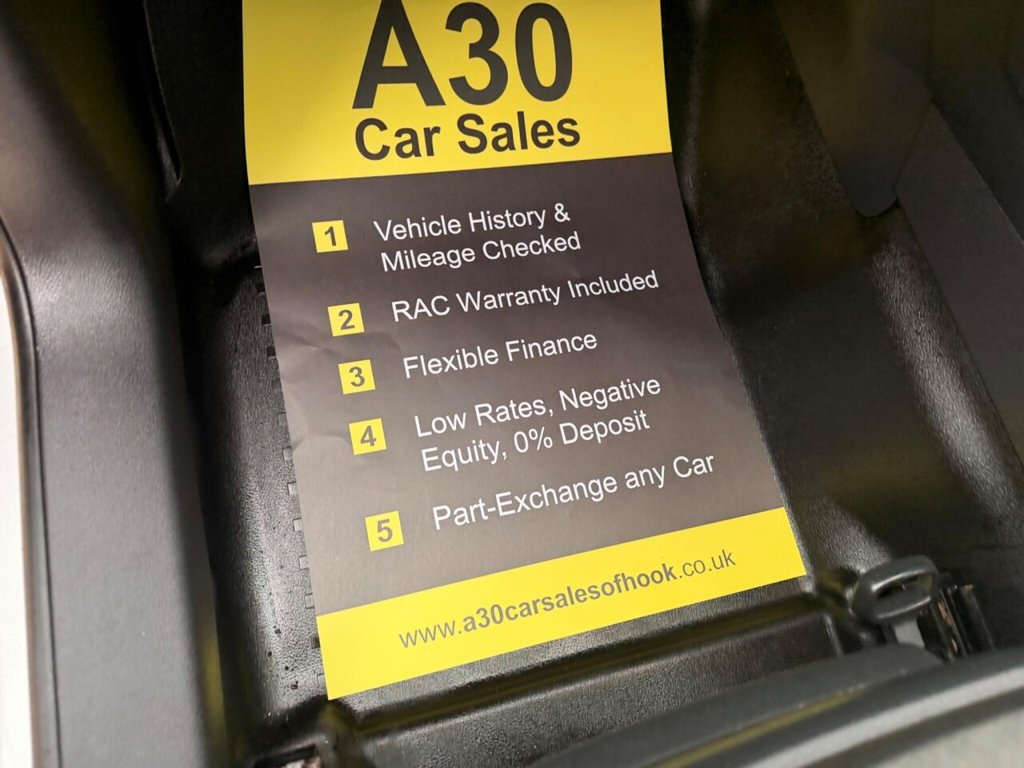 A30
Car Sales
1 Vehicle History &
Mileage Checked
2 RAC Warranty Included
3 Flexible Finance
4 Low Rates, Negative
Equity, 0% Deposit
5 Part-Exchange any Car
www.a30carsalesofhook.co.uk